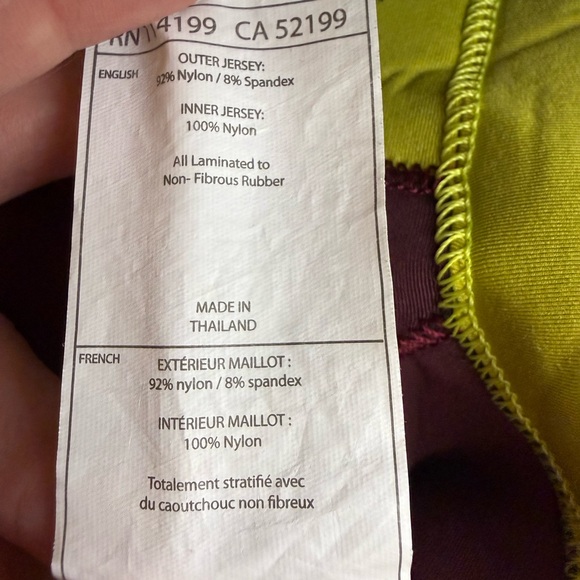 CA 52199
ENGLISH
OUTER JERSEY:
92% Nylon / 8% Spandex
INNER JERSEY:
100% Nylon
All Laminated to
Non- Fibrous Rubber
MADE IN
THAILAND
FRENCH
EXTÉRIEUR MAILLOT :
92% nylon / 8% spandex
INTÉRIEUR MAILLOT :
100% Nylon
Totalement stratifié avec
du caoutchouc non fibreux